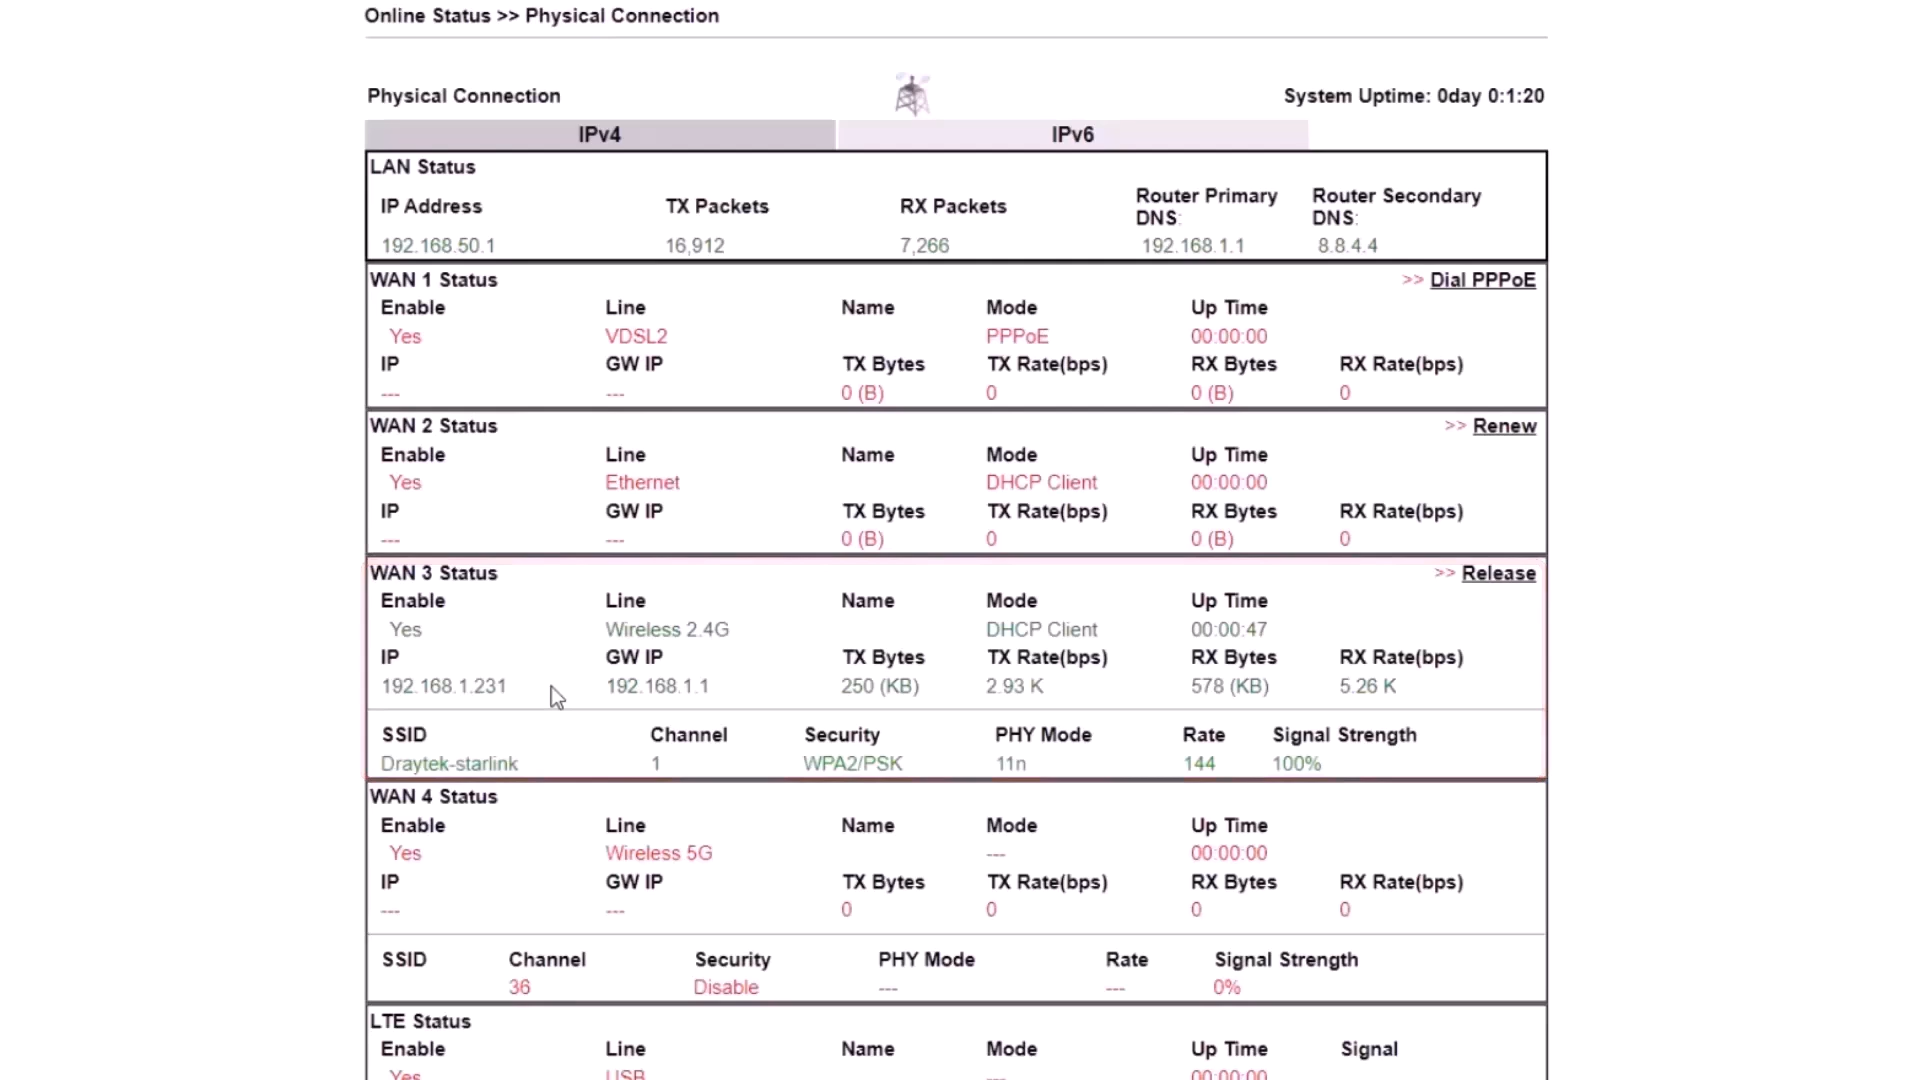 Online Status >> Physical Connection
Physical Connection System Uptime: 0day 0:1:20
IPv4 IPv6
LAN Status
IP Address TX Packets RX Packets Router Primary DNS: Router Secondary DNS:
192.168.50.1 16,912 7,266 192.168.1.1 8.8.4.4
WAN 1 Status >> Dial PPPoE
Enable Line Name Mode Up Time
Yes VDSL2 PPPoE 00:00:00
IP GW IP TX Bytes TX Rate(bps) RX Bytes RX Rate(bps)
--- --- 0 (B) 0 0 (B) 0
WAN 2 Status >> Renew
Enable Line Name Mode Up Time
Yes Ethernet DHCP Client 00:00:00
IP GW IP TX Bytes TX Rate(bps) RX Bytes RX Rate(bps)
--- --- 0 (B) 0 0 (B) 0
WAN 3 Status >> Release
Enable Line Name Mode Up Time
Yes Wireless 2.4G DHCP Client 00:00:47
IP GW IP TX Bytes TX Rate(bps) RX Bytes RX Rate(bps)
192.168.1.231 192.168.1.1 250 (KB) 2.93 K 578 (KB) 5.26 K
SSID Channel Security PHY Mode Rate Signal Strength
Draytek-starlink 1 WPA2/PSK 11n 144 100%
WAN 4 Status
Enable Line Name Mode Up Time
Yes Wireless 5G --- 00:00:00
IP GW IP TX Bytes TX Rate(bps) RX Bytes RX Rate(bps)
--- --- 0 0 0 0
SSID Channel Security PHY Mode Rate Signal Strength
36 Disable --- --- 0%
LTE Status
Enable Line Name Mode Up Time Signal
Yes USB --- 00:00:00